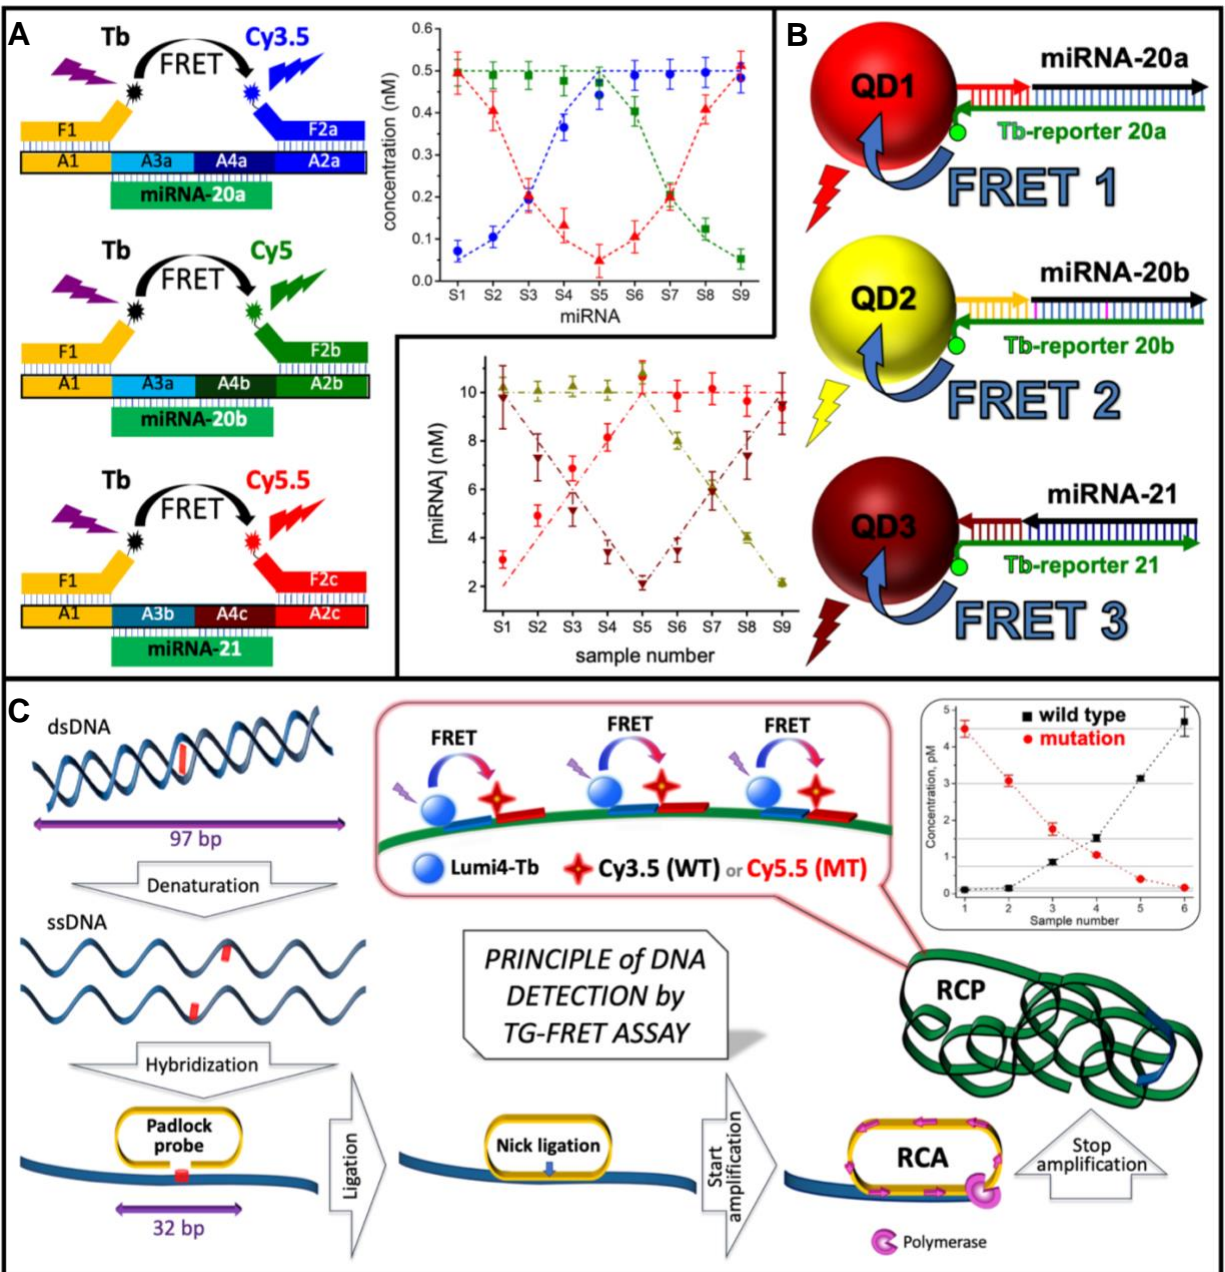 A
Tb
Cy3.5
FRET
F1
F2a
A1 A3a A4a A2a
miRNA-20a
Tb
Cy5
FRET
F1
F2b
A1 A3a A4b A2b
miRNA-20b
Tb
Cy5.5
FRET
F1
F2c
A1 A3b A4c A2c
miRNA-21
concentration (nM)
0.6
0.5
0.4
0.3
0.2
0.1
0.0
S1 S2 S3 S4 S5 S6 S7 S8 S9
miRNA
[miRNA] (nM)
10
8
6
4
2
S1 S2 S3 S4 S5 S6 S7 S8 S9
sample number
B
QD1
miRNA-20a
Tb-reporter 20a
FRET 1
QD2
miRNA-20b
Tb-reporter 20b
FRET 2
QD3
miRNA-21
Tb-reporter 21
FRET 3
C
dsDNA
97 bp
Denaturation
ssDNA
Hybridization
Padlock
probe
32 bp
Ligation
Nick ligation
Start
amplification
RCA
Polymerase
Stop
amplification
RCP
FRET
FRET
FRET
Lumi4-Tb
Cy3.5 (WT) or Cy5.5 (MT)
PRINCIPLE of DNA
DETECTION by
TG-FRET ASSAY
wild type
mutation
Concentration, pM
5
4
3
2
1
0
1 2 3 4 5 6
Sample number